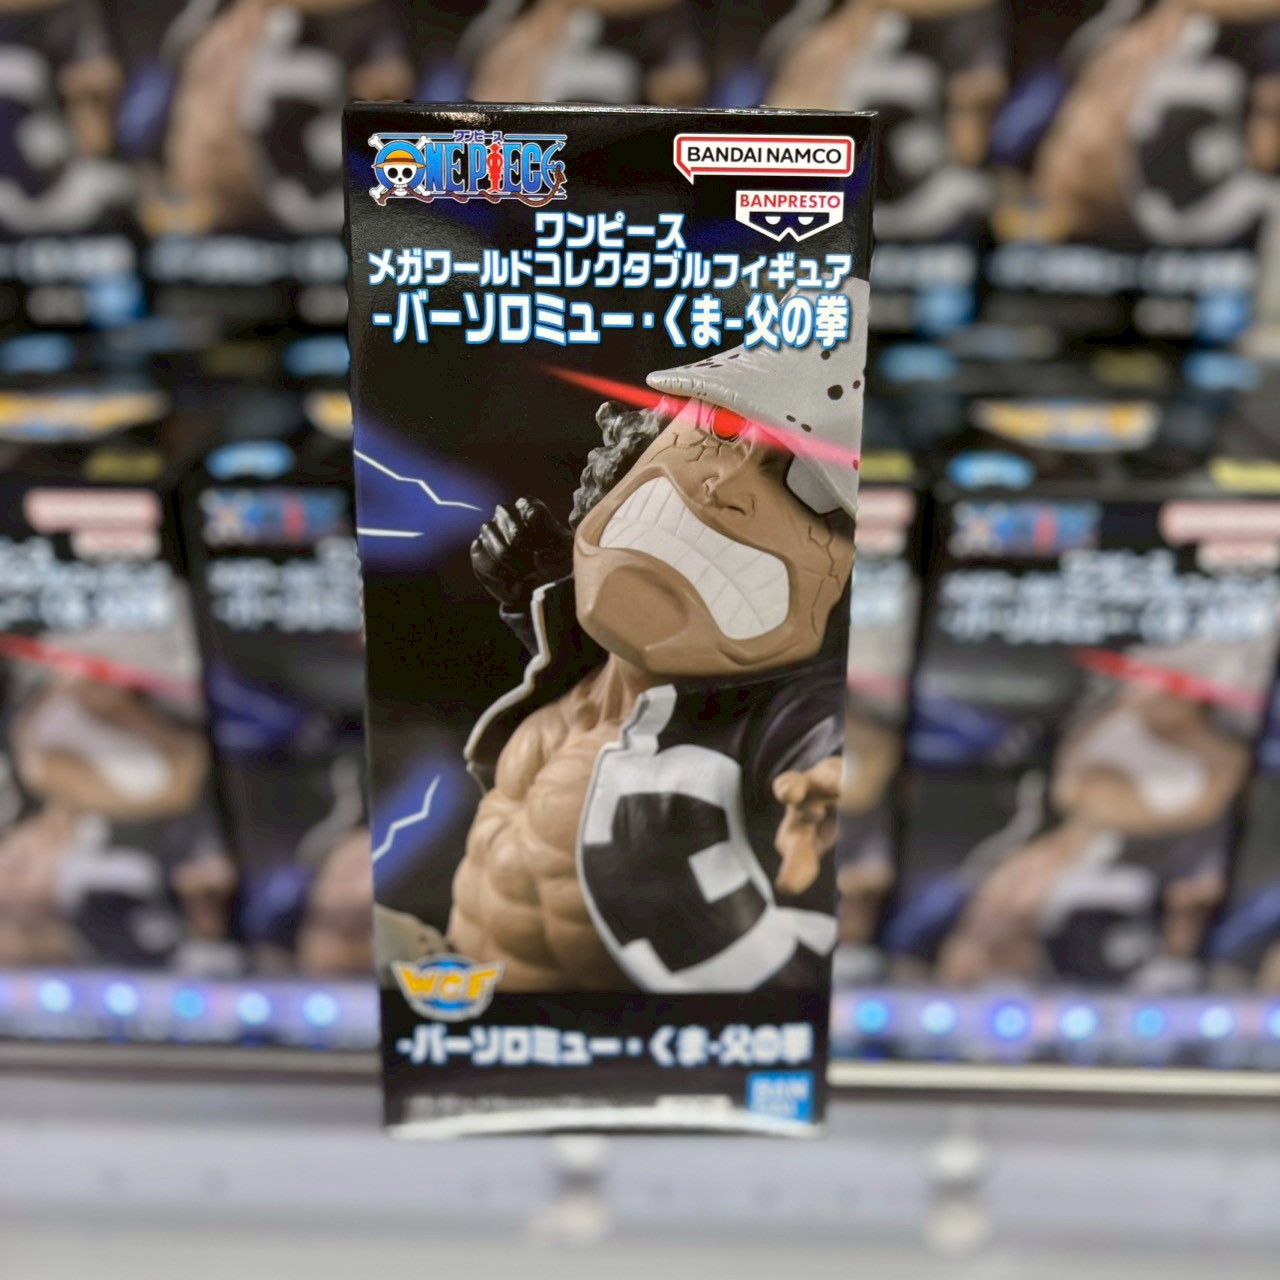 ワンピース
ONE PIECE
BANDAI NAMCO
BANPRESTO
ワンピース
メガワールドコレクタブルフィギュア
-バーソロミュー・くま-父の拳
WCF
-バーソロミュー・くま-父の拳